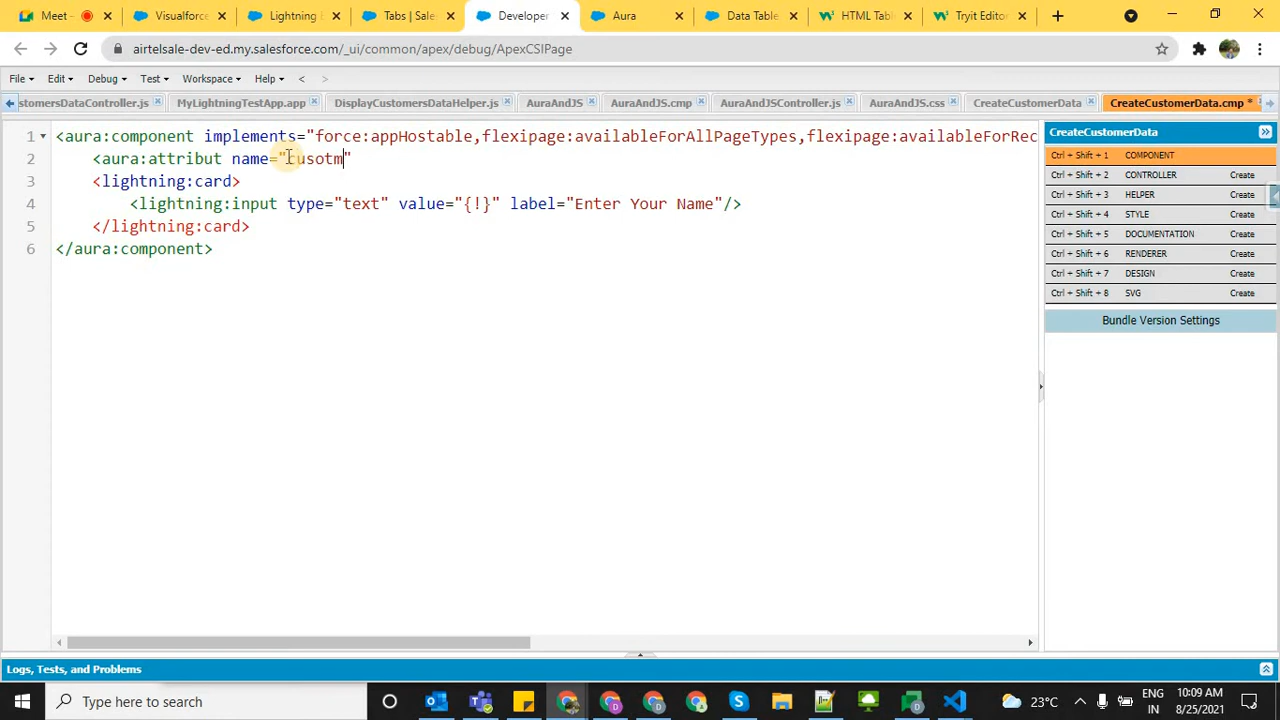 Visualforce
Lightning E
Tabs | Sales
Developer
Aura
Data Table
HTML Tabl
Tryit Editor
Meet -
airtelsale-dev-ed.my.salesforce.com/_ui/common/apex/debug/ApexCSIPage
File Edit Debug Test Workspace Help < >
stomersDataController.js MyLightningTestApp.app DisplayCustomersDataHelper.js AuraAndJS AuraAndJS.cmp AuraAndJSController.js AuraAndJS.css CreateCustomerData CreateCustomerData.cmp *
1 <aura:component implements="force:appHostable,flexipage:availableForAllPageTypes,flexipage:availableForRec
2 <aura:attribut name="cusotm"
3 <lightning:card>
4 <lightning:input type="text" value="{!}" label="Enter Your Name"/>
5 </lightning:card>
6 </aura:component>
CreateCustomerData
Ctrl + Shift + 1 COMPONENT
Ctrl + Shift + 2 CONTROLLER Create
Ctrl + Shift + 3 HELPER Create
Ctrl + Shift + 4 STYLE Create
Ctrl + Shift + 5 DOCUMENTATION Create
Ctrl + Shift + 6 RENDERER Create
Ctrl + Shift + 7 DESIGN Create
Ctrl + Shift + 8 SVG Create
Bundle Version Settings
Logs, Tests, and Problems
Type here to search
23°C
ENG
IN
10:09 AM
8/25/2021